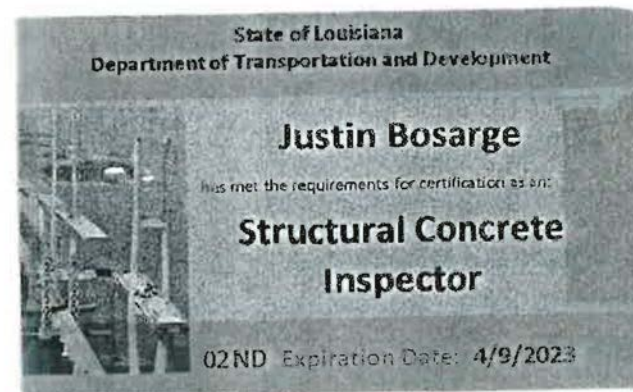 State of Louisiana
Department of Transportation and Development
Justin Bosarge
has met the requirements for certification as an:
Structural Concrete
Inspector
02ND Expiration Date: 4/9/2023